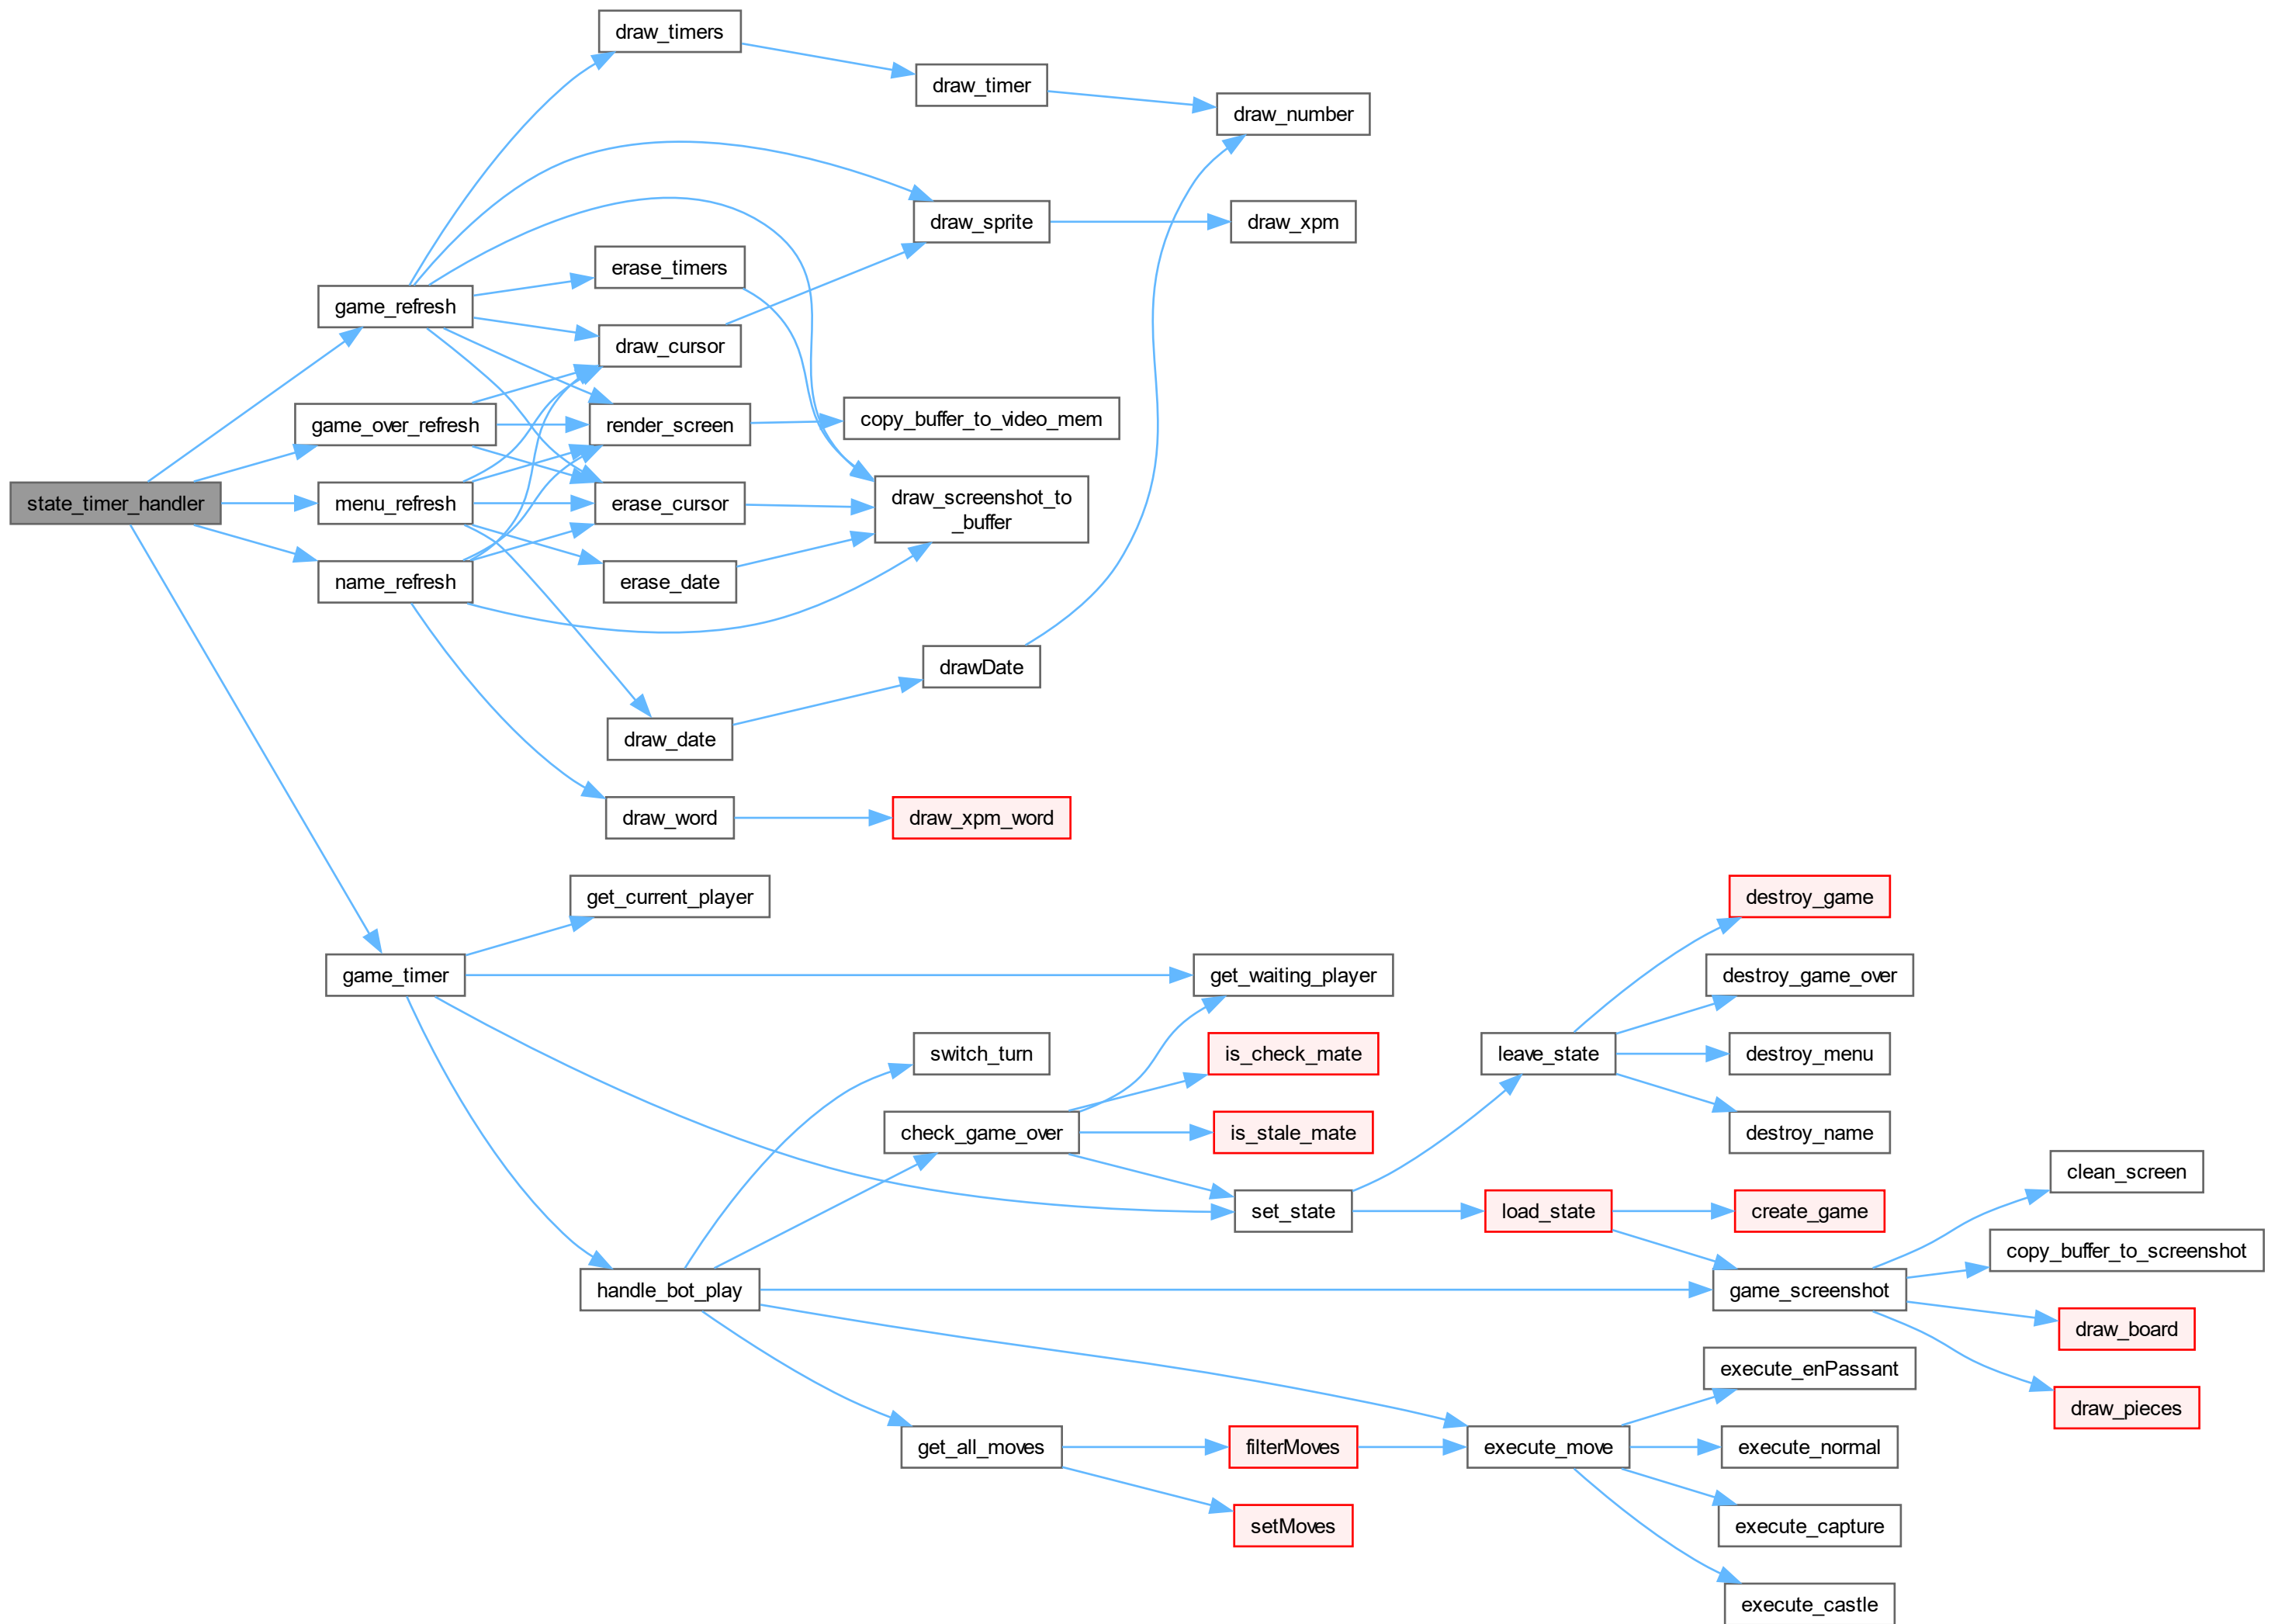 draw_timers
draw_timer
draw_number
draw_sprite
draw_xpm
erase_timers
game_refresh
draw_cursor
copy_buffer_to_video_mem
game_over_refresh
render_screen
state_timer_handler
menu_refresh
erase_cursor
draw_screenshot_to
_buffer
name_refresh
erase_date
drawDate
draw_date
draw_word
draw_xpm_word
get_current_player
destroy_game
game_timer
get_waiting_player
destroy_game_over
switch_turn
is_check_mate
leave_state
destroy_menu
check_game_over
is_stale_mate
destroy_name
clean_screen
set_state
load_state
create_game
copy_buffer_to_screenshot
handle_bot_play
game_screenshot
draw_board
execute_enPassant
draw_pieces
get_all_moves
filterMoves
execute_move
execute_normal
setMoves
execute_capture
execute_castle